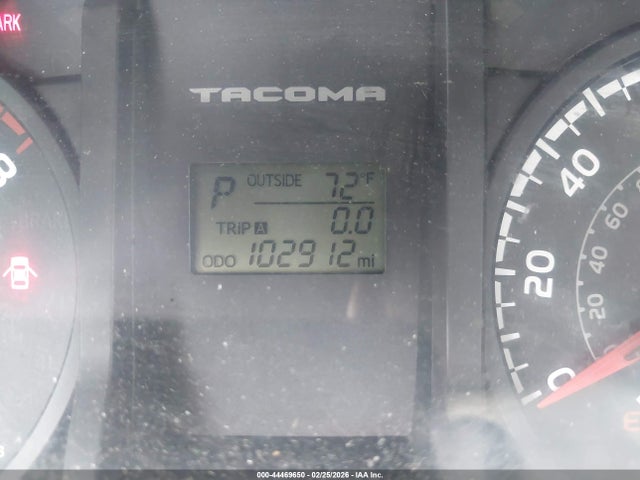 ARK
TACOMA
P OUTSIDE 72°F
TRIP A 0.0
ODO 102912 mi
8
40
20
0
60
40
20
E
000-44469650 - 02/25/2026 - IAA Inc.